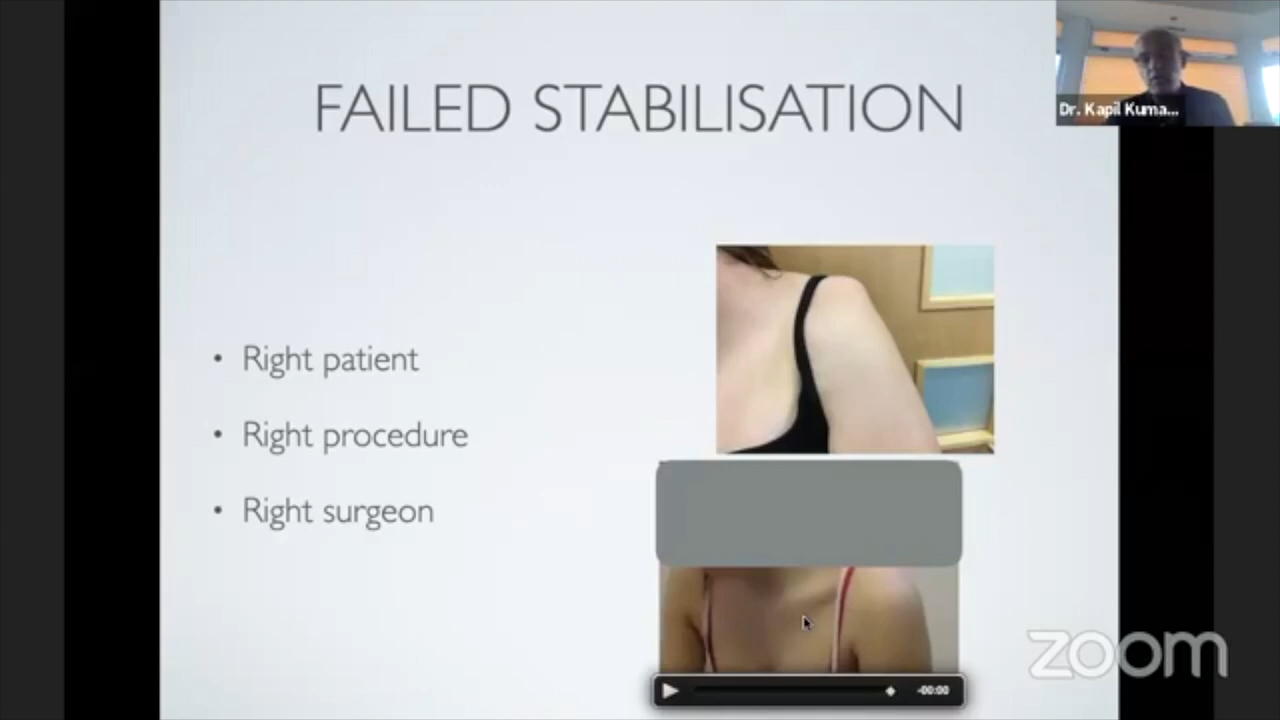 FAILED STABILISATION
Dr. Kapil Kuma...
• Right patient
• Right procedure
• Right surgeon
-00:00
zoom